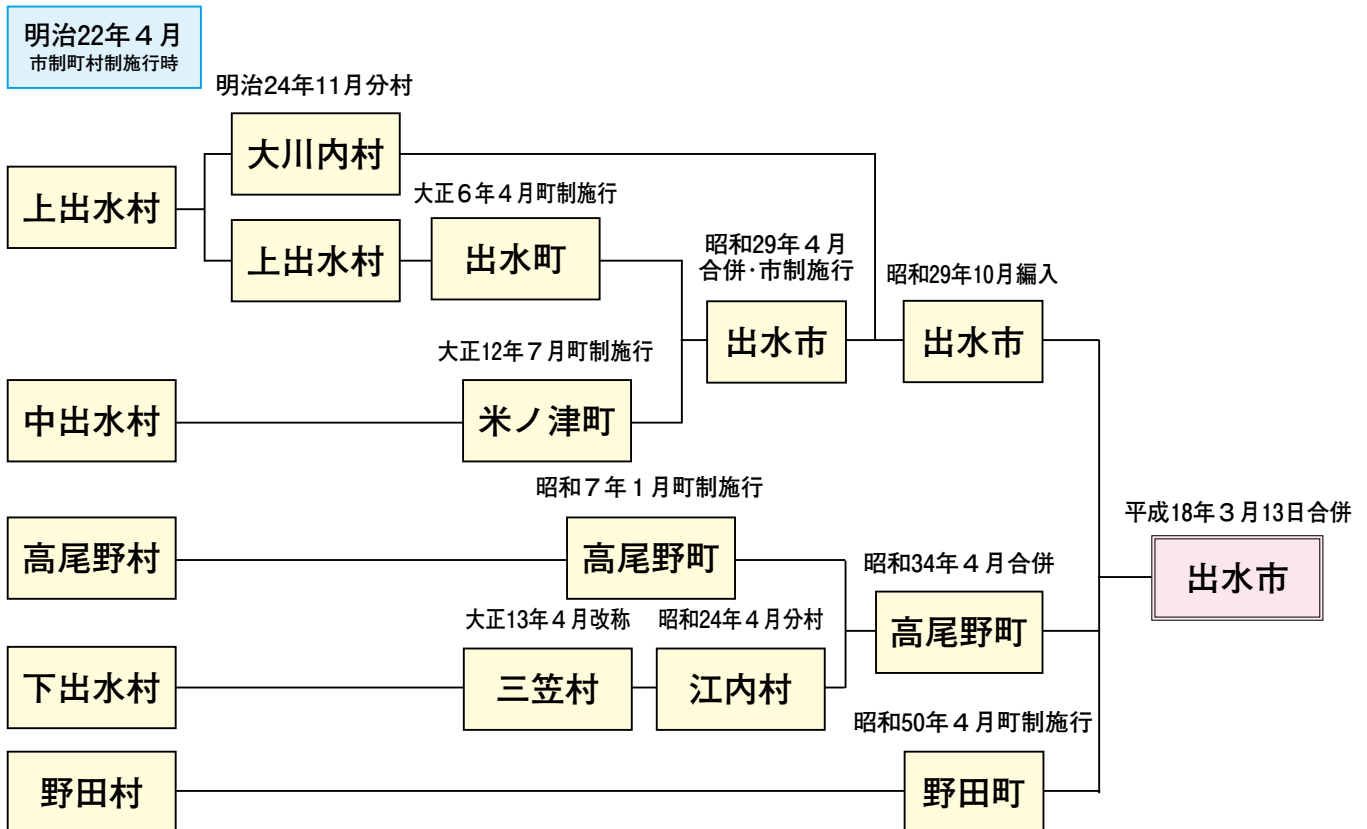 明治22年４月
市制町村制施行時
明治24年11月分村
大川内村
上出水村
大正６年４月町制施行
上出水村
出水町
昭和29年４月
合併・市制施行
昭和29年10月編入
出水市
出水市
大正12年７月町制施行
中出水村
米ノ津町
昭和７年１月町制施行
平成18年３月13日合併
高尾野村
高尾野町
昭和34年４月合併
出水市
大正13年４月改称
昭和24年４月分村
高尾野町
下出水村
三笠村
江内村
昭和50年４月町制施行
野田村
野田町